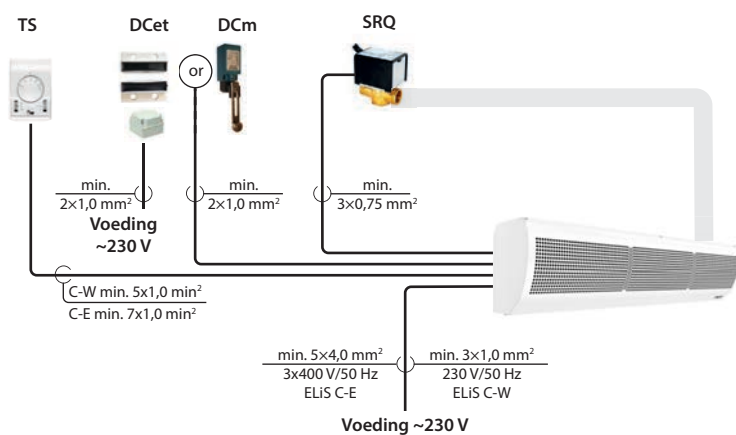 TS
DCet
DCm
SRQ
or
min.
2×1,0 mm²
min.
2×1,0 mm²
min.
3×0,75 mm²
Voeding
~230 V
C-W min. 5x1,0 min²
C-E min. 7x1,0 min²
min. 5×4,0 mm²
3x400 V/50 Hz
ELiS C-E
min. 3×1,0 mm²
230 V/50 Hz
ELiS C-W
Voeding ~230 V